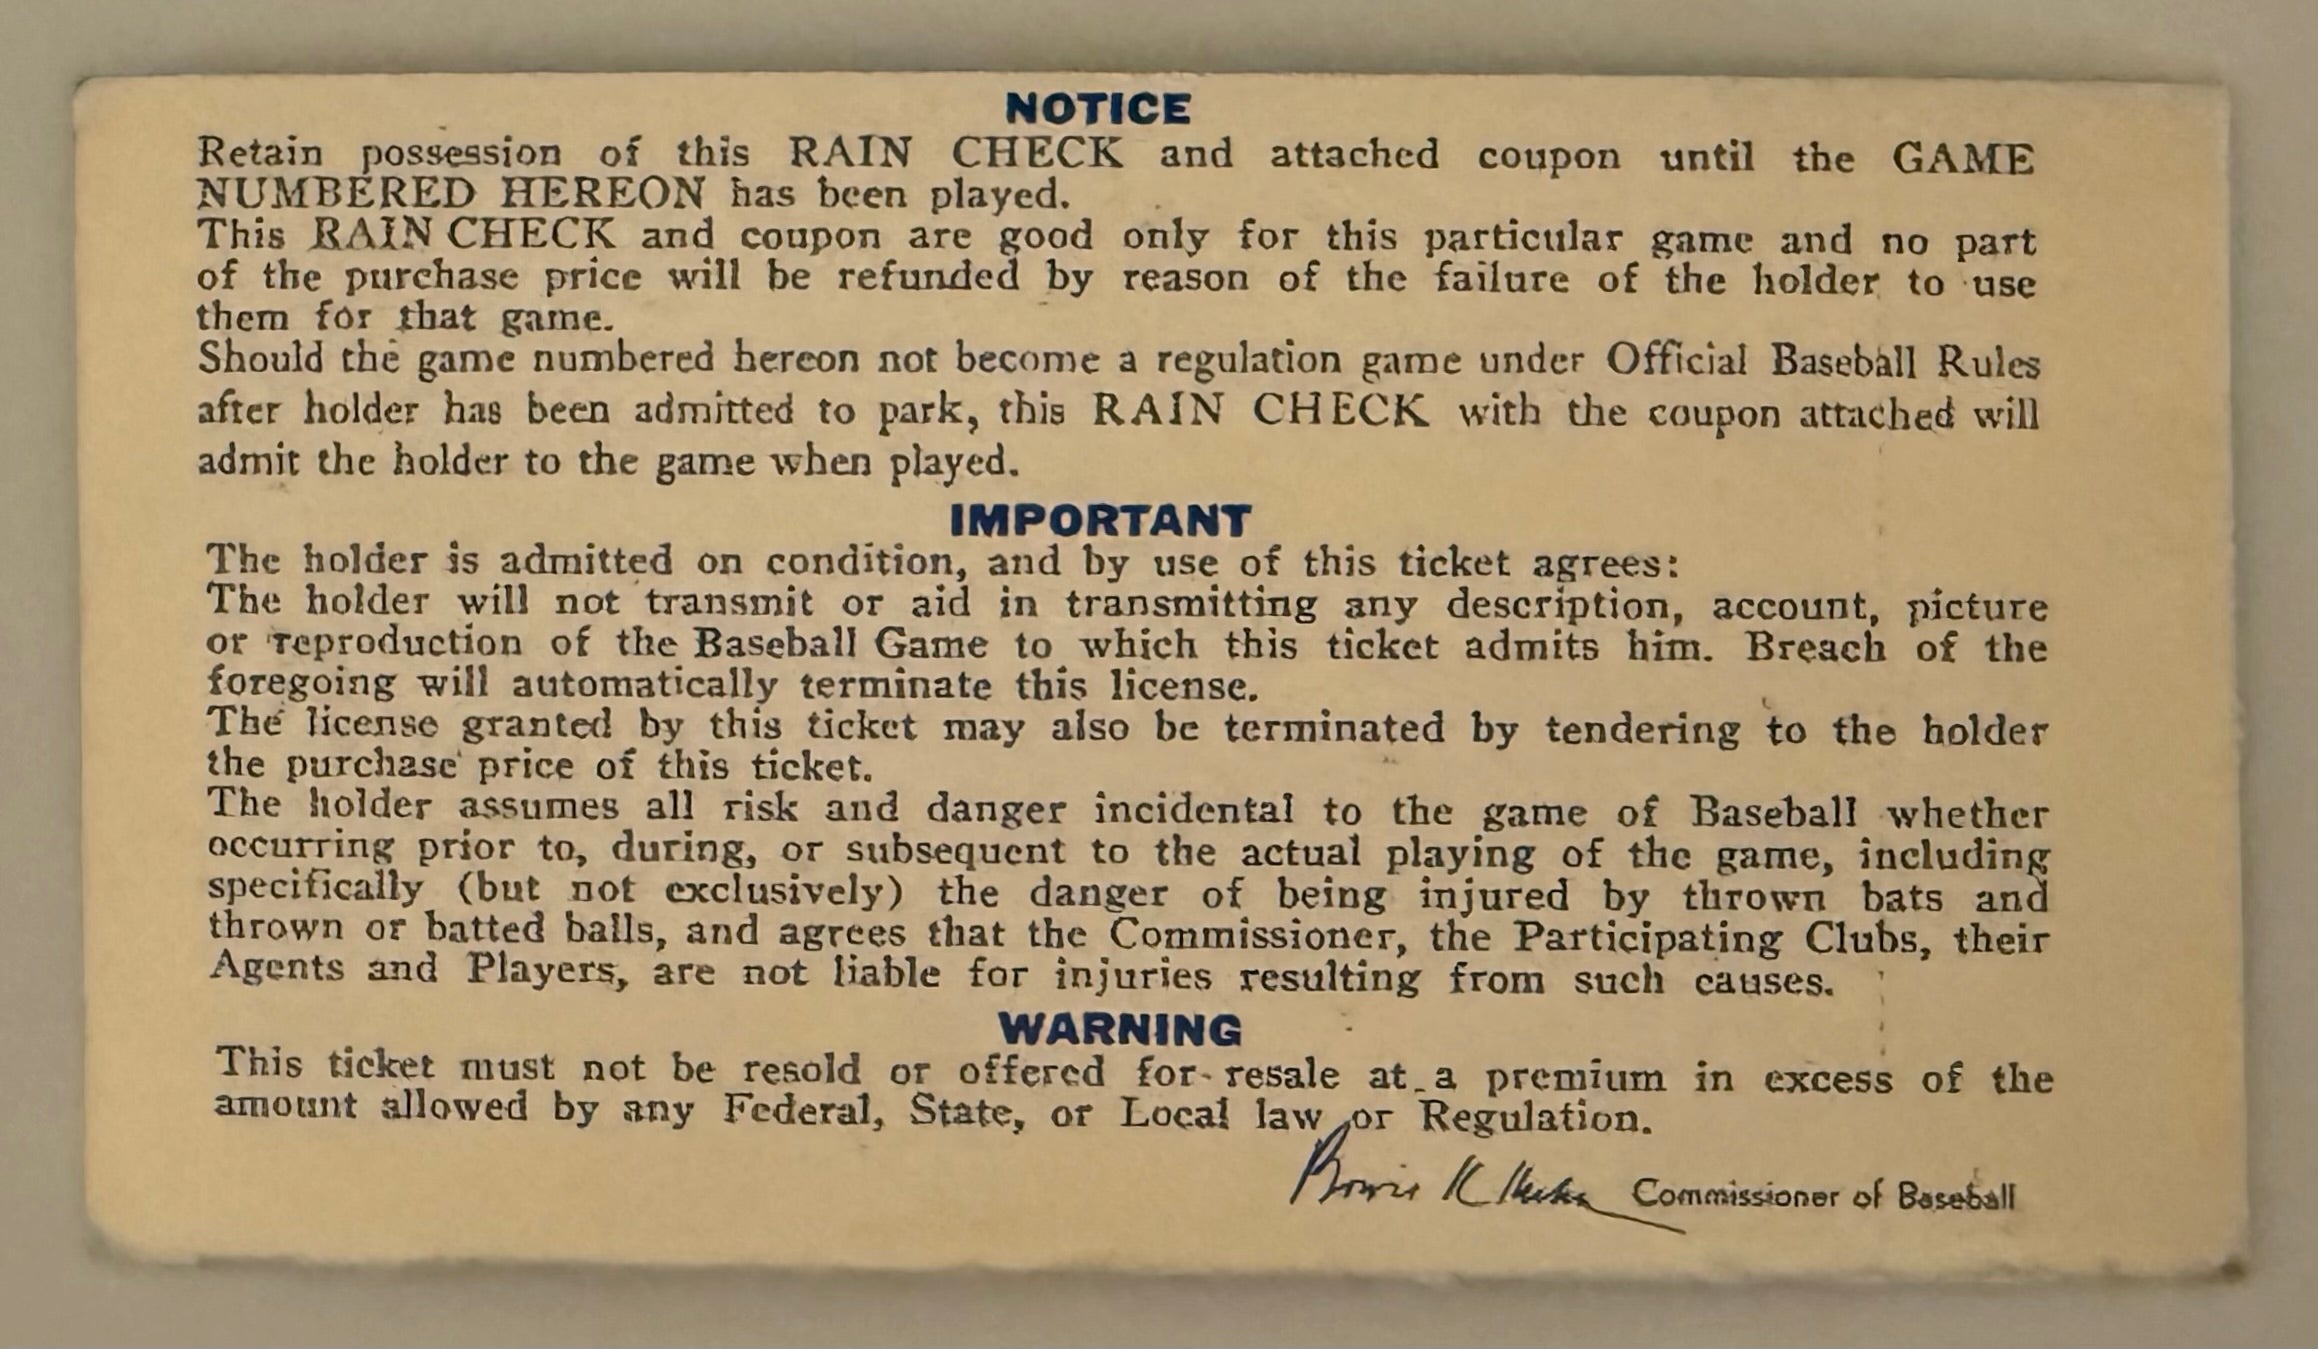 NOTICE
Retain possession of this RAIN CHECK and attached coupon until the GAME
NUMBERED HEREON has been played.
This RAIN CHECK and coupon are good only for this particular game and no part
of the purchase price will be refunded by reason of the failure of the holder to use
them for that game.
Should the game numbered hereon not become a regulation game under Official Baseball Rules
after holder has been admitted to park, this RAIN CHECK with the coupon attached will
admit the holder to the game when played.
IMPORTANT
The holder is admitted on condition, and by use of this ticket agrees:
The holder will not transmit or aid in transmitting any description, account, picture
or reproduction of the Baseball Game to which this ticket admits him. Breach of the
foregoing will automatically terminate this license.
The license granted by this ticket may also be terminated by tendering to the holder
the purchase price of this ticket.
The holder assumes all risk and danger incidental to the game of Baseball whether
occurring prior to, during, or subsequent to the actual playing of the game, including
specifically (but not exclusively) the danger of being injured by thrown bats and
thrown or batted balls, and agrees that the Commissioner, the Participating Clubs, their
Agents and Players, are not liable for injuries resulting from such causes.
WARNING
This ticket must not be resold or offered for resale at a premium in excess of the
amount allowed by any Federal, State, or Local law or Regulation.
Bowie K Kuhn Commissioner of Baseball